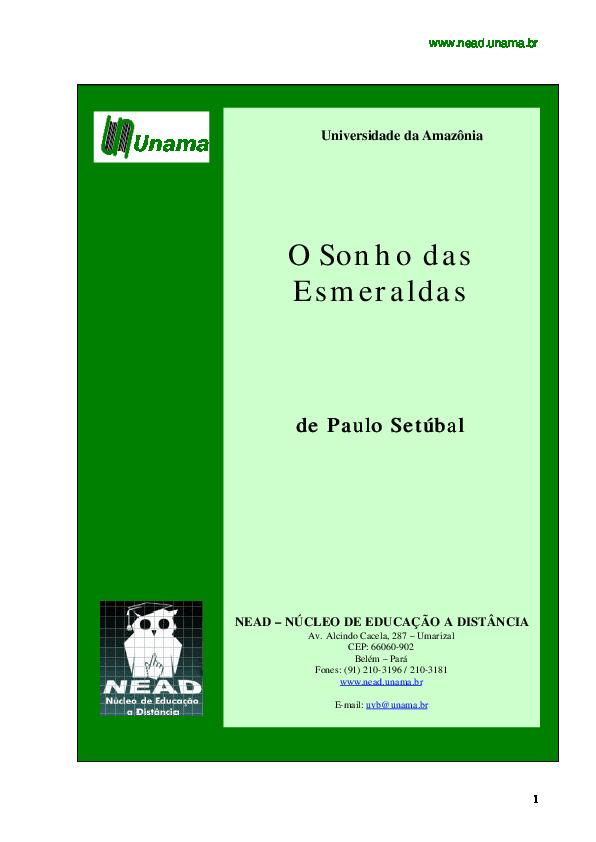 www.nead.unama.br
Unama
Universidade da Amazônia
O Sonho das
Esmeraldas
de Paulo Setúbal
NEAD
Núcleo de Educação
a Distância
NEAD – NÚCLEO DE EDUCAÇÃO A DISTÂNCIA
Av. Alcindo Cacela, 287 – Umarizal
CEP: 66060-902
Belém – Pará
Fones: (91) 210-3196 / 210-3181
www.nead.unama.br
E-mail: uvb@unama.br
1